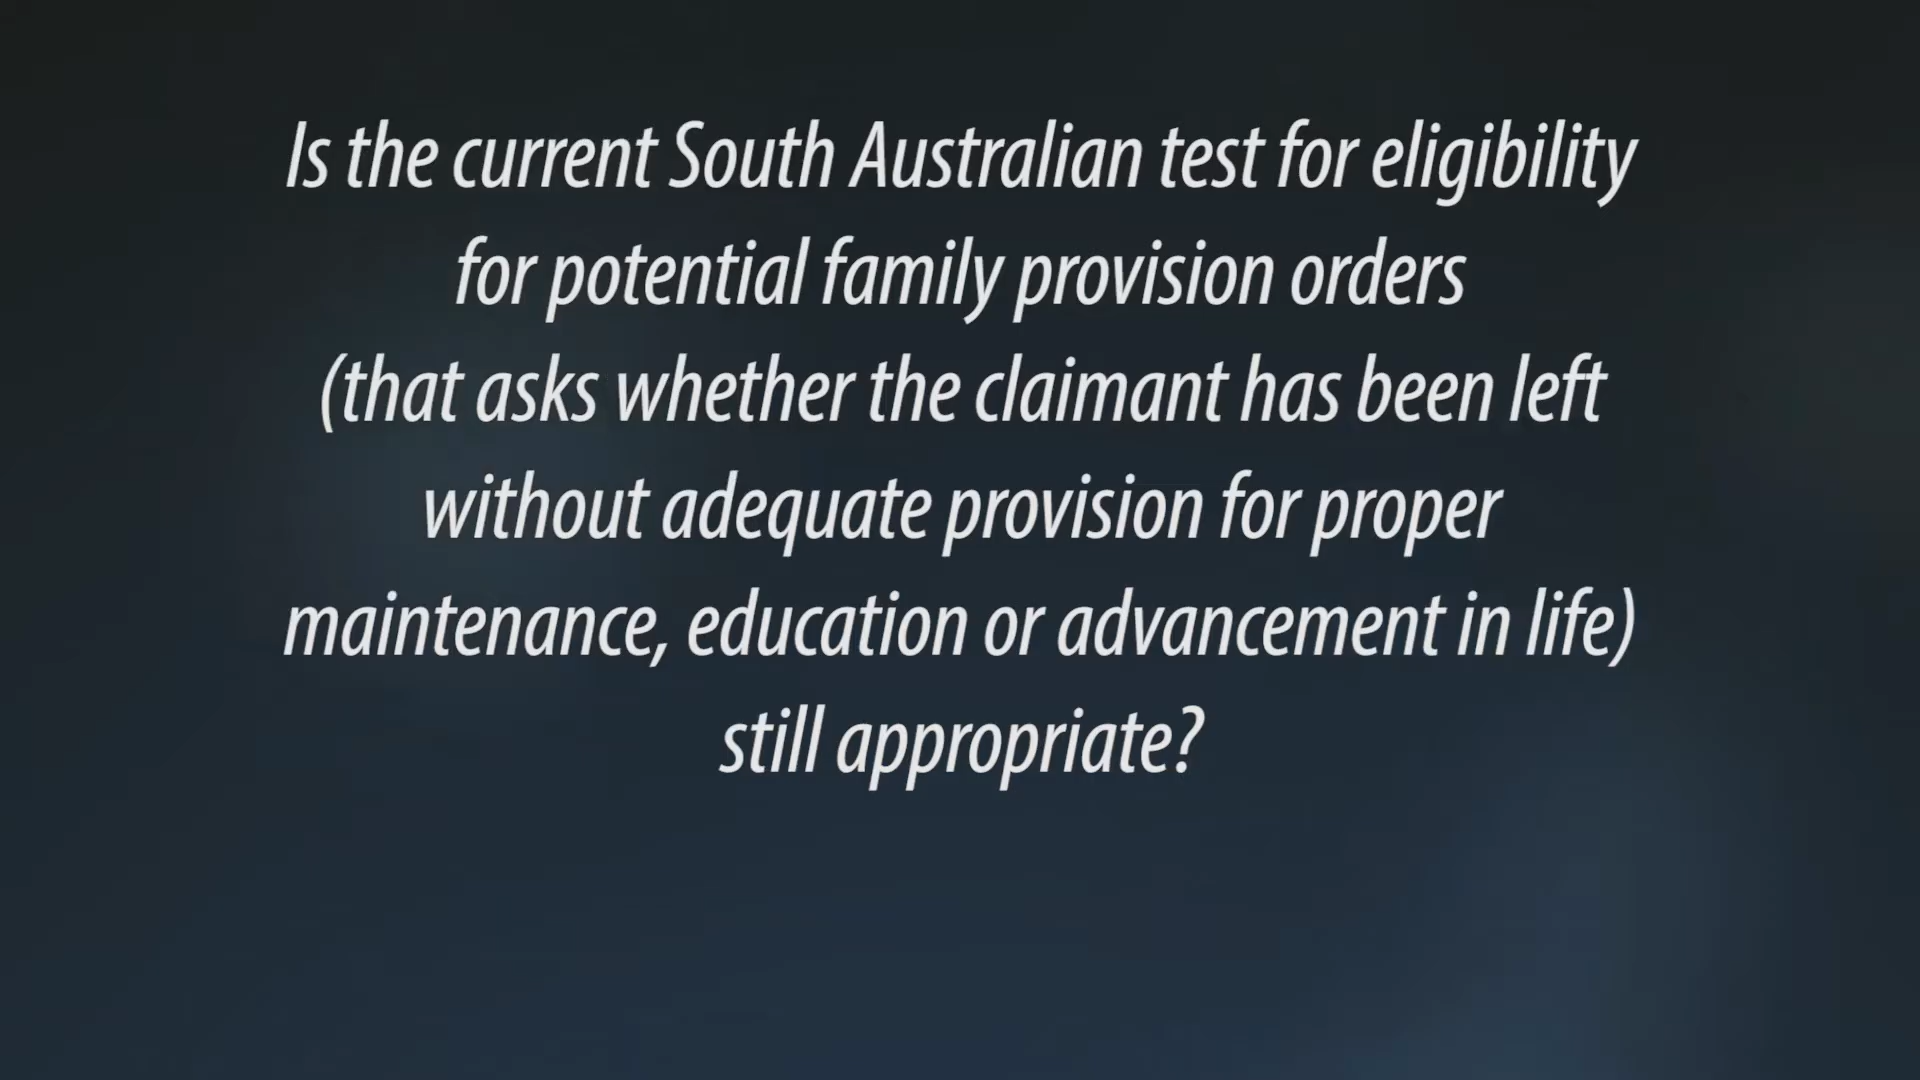 Is the current South Australian test for eligibility
for potential family provision orders
(that asks whether the claimant has been left
without adequate provision for proper
maintenance, education or advancement in life)
still appropriate?